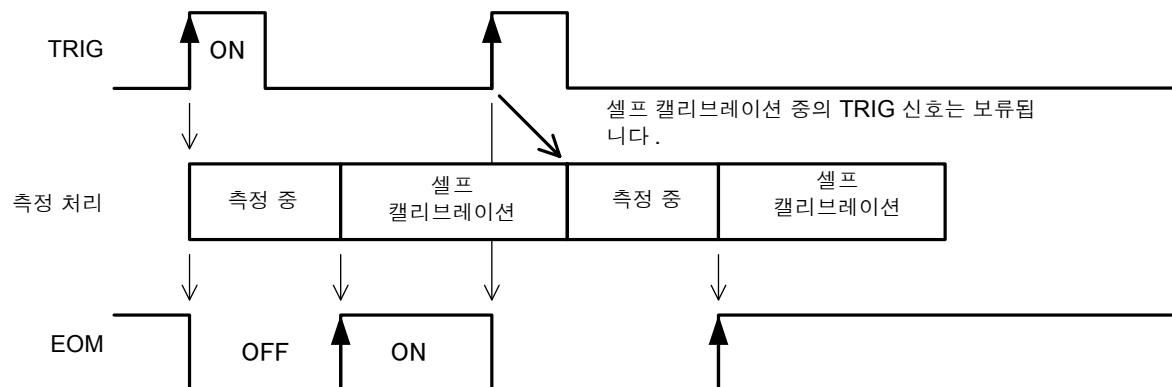 TRIG
ON
셀프 캘리브레이션 중의 TRIG 신호는 보류됩
니다 .
측정 처리
측정 중
셀프
캘리브레이션
측정 중
셀프
캘리브레이션
EOM
OFF
ON